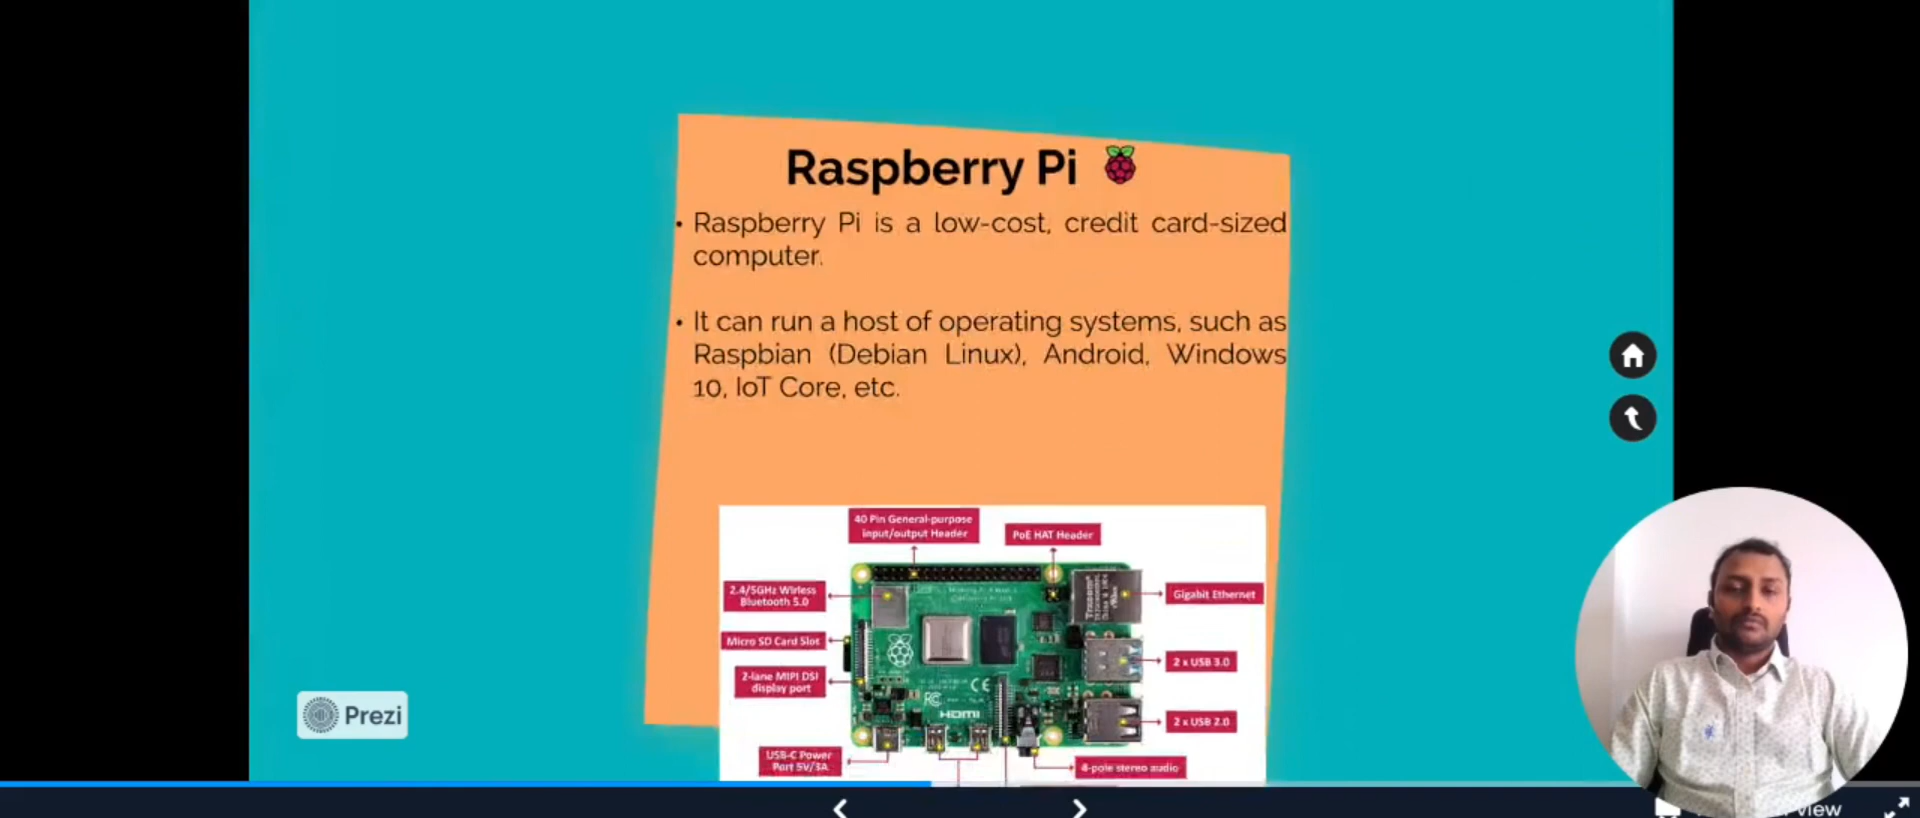 Raspberry Pi
• Raspberry Pi is a low-cost, credit card-sized
computer.
• It can run a host of operating systems, such as
Raspbian (Debian Linux), Android, Windows
10, IoT Core, etc.
40 Pin General-purpose
input/output Header
PoE HAT Header
2.4/5GHz Wirless
Bluetooth 5.0
Gigabit Ethernet
Micro SD Card Slot
2 x USB 3.0
2-lane MIPI DSI
display port
HDMI
2 x USB 2.0
USB-C Power
Port 5V/3A
4-pole stereo audio
Prezi
view